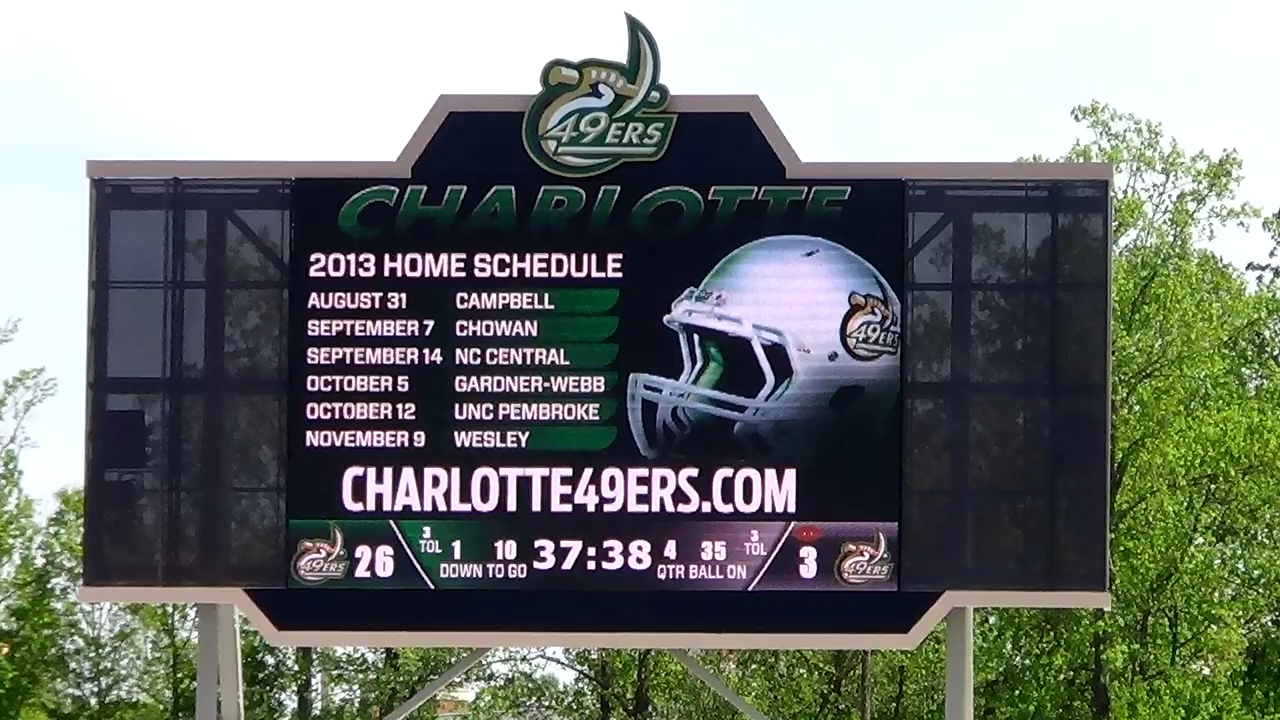 49ERS
CHARLOTTE
2013 HOME SCHEDULE
AUGUST 31 CAMPBELL
SEPTEMBER 7 CHOWAN
SEPTEMBER 14 NC CENTRAL
OCTOBER 5 GARDNER-WEBB
OCTOBER 12 UNC PEMBROKE
NOVEMBER 9 WESLEY
49ERS
CHARLOTTE49ERS.COM
49ERS 26 3 TOL 1 10 37:38 4 35 3 TOL 3 49ERS
DOWN TO GO QTR BALL ON